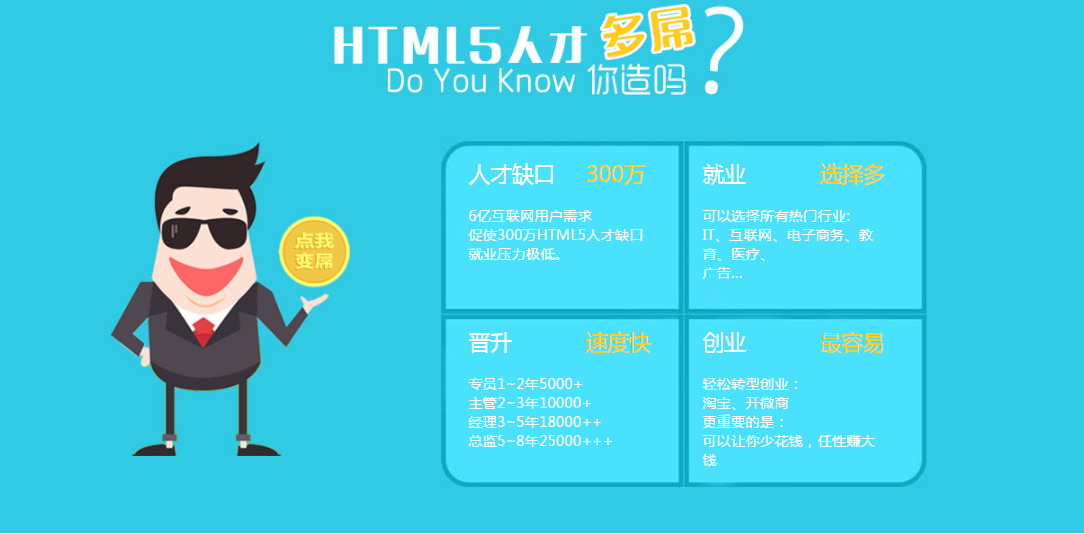 HTML5人才多屌?
Do You Know 你造吗
点我
变屌
人才缺口 300万
6亿互联网用户需求
促使300万HTML5人才缺口
就业压力极低。
就业 选择多
可以选择所有热门行业:
IT、互联网、电子商务、教
育、医疗、
广告...
晋升 速度快
专员1~2年5000+
主管2~3年10000+
经理3~5年18000++
总监5~8年25000+++
创业 最容易
轻松转型创业：
淘宝、开微商
更重要的是：
可以让你少花钱，任性赚大
钱